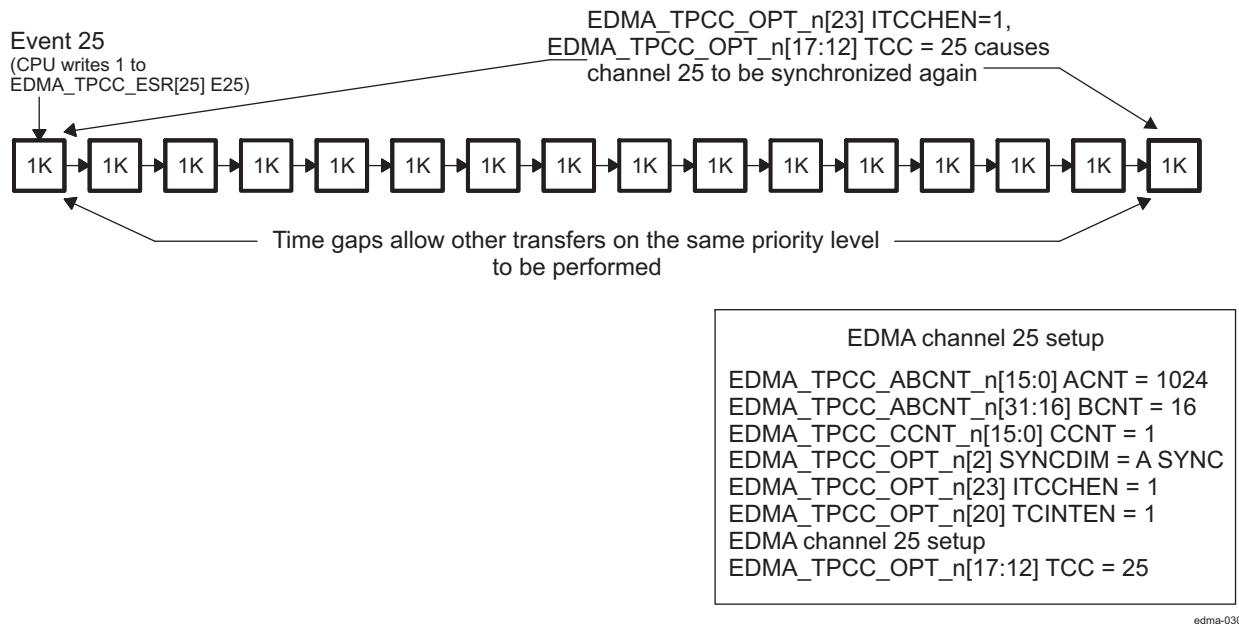 Event 25
(CPU writes 1 to
EDMA_TPCC_ESR[25] E25)
EDMA_TPCC_OPT_n[23] ITCCHEN=1,
EDMA_TPCC_OPT_n[17:12] TCC = 25 causes
channel 25 to be synchronized again
1K 1K 1K 1K 1K 1K 1K 1K 1K 1K 1K 1K 1K 1K 1K 1K
Time gaps allow other transfers on the same priority level
to be performed
EDMA channel 25 setup
EDMA_TPCC_ABCNT_n[15:0] ACNT = 1024
EDMA_TPCC_ABCNT_n[31:16] BCNT = 16
EDMA_TPCC_CCNT_n[15:0] CCNT = 1
EDMA_TPCC_OPT_n[2] SYNCDIM = A SYNC
EDMA_TPCC_OPT_n[23] ITCCHEN = 1
EDMA_TPCC_OPT_n[20] TCINTEN = 1
EDMA channel 25 setup
EDMA_TPCC_OPT_n[17:12] TCC = 25
edma-030